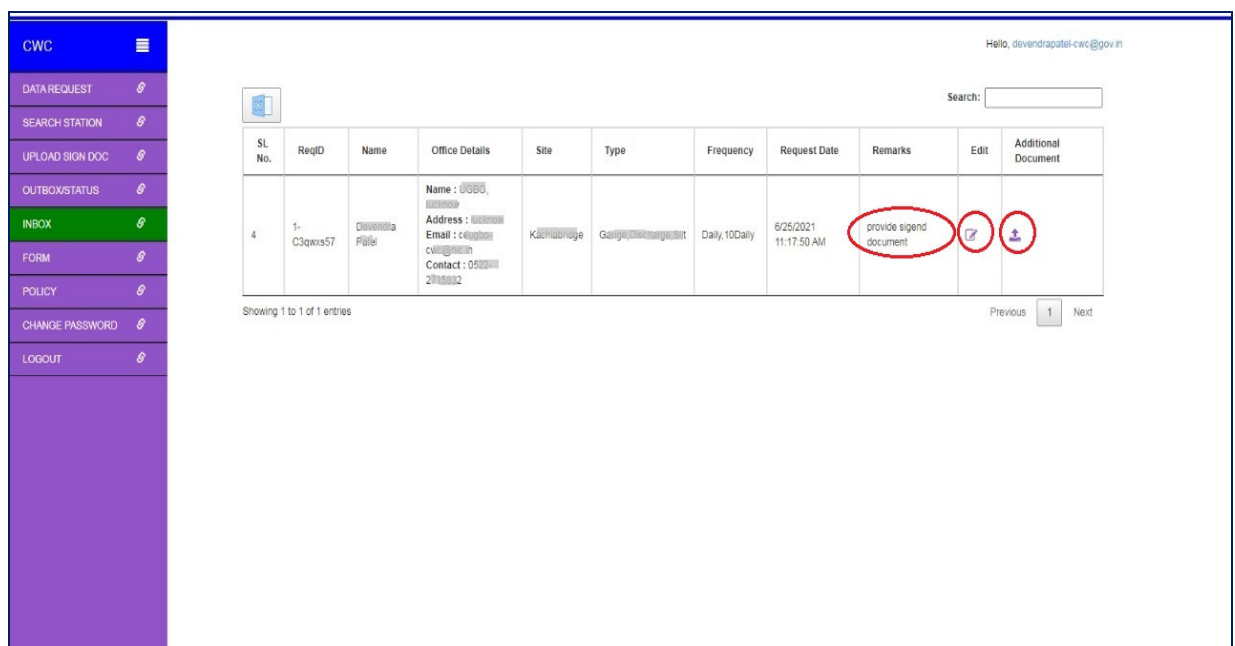 CWC
Hello, devendrapatel-cwc@gov.in
DATA REQUEST
SEARCH STATION
UPLOAD SIGN DOC
OUTBOX/STATUS
INBOX
FORM
POLICY
CHANGE PASSWORD
LOGOUT
Search:
SL No. ReqID Name Office Details Site Type Frequency Request Date Remarks Edit Additional Document
4
1-
C3qwxs57
Name :
Address :
Email :
Contact :
Daily,10Daily
6/25/2021
11:17:50 AM
provide sigend
document
Showing 1 to 1 of 1 entries
Previous 1 Next